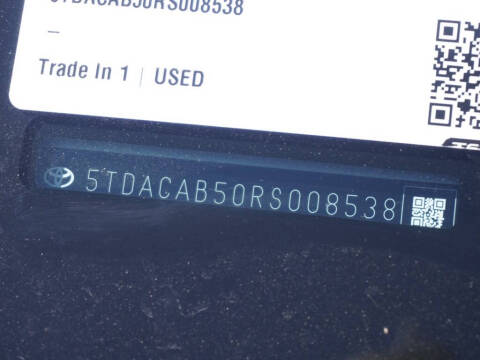 5TDACAB50RS008538
–
Trade In 1 | USED
5TDACAB50RS008538